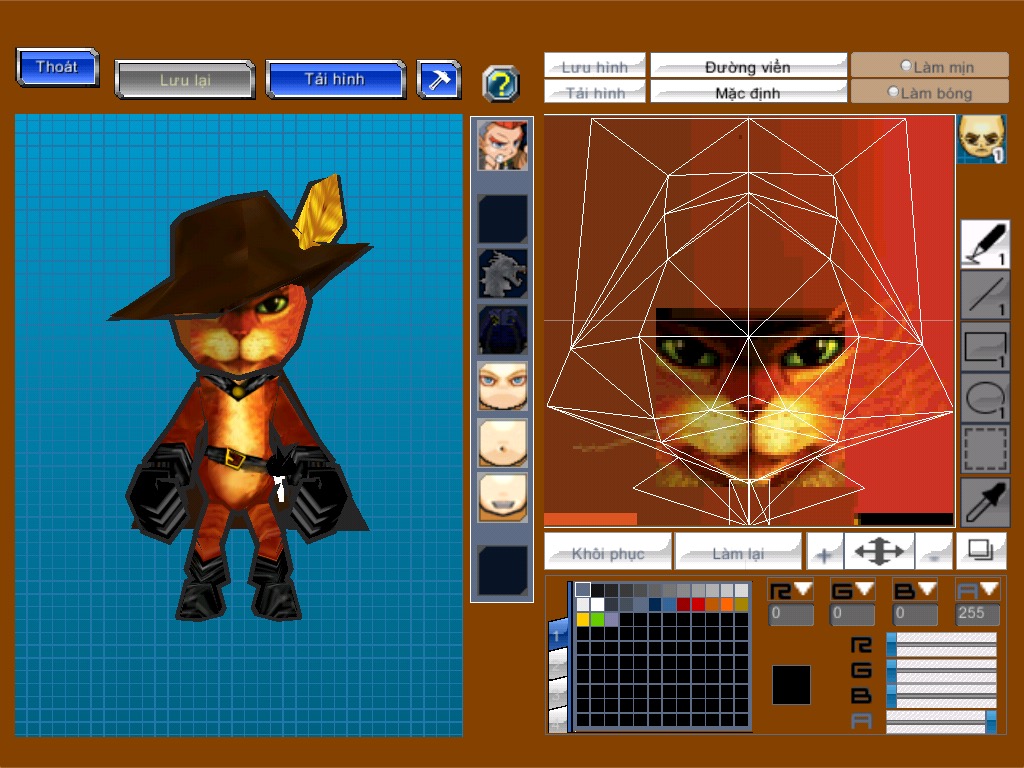 Thoát
Lưu lại
Tải hình
?
Lưu hình
Đường viền
Làm mịn
Tải hình
Mặc định
Làm bóng
1
1
1
1
1
Khôi phục
Làm lại
+
-
R
G
B
A
0
0
0
255
1
R
G
B
A